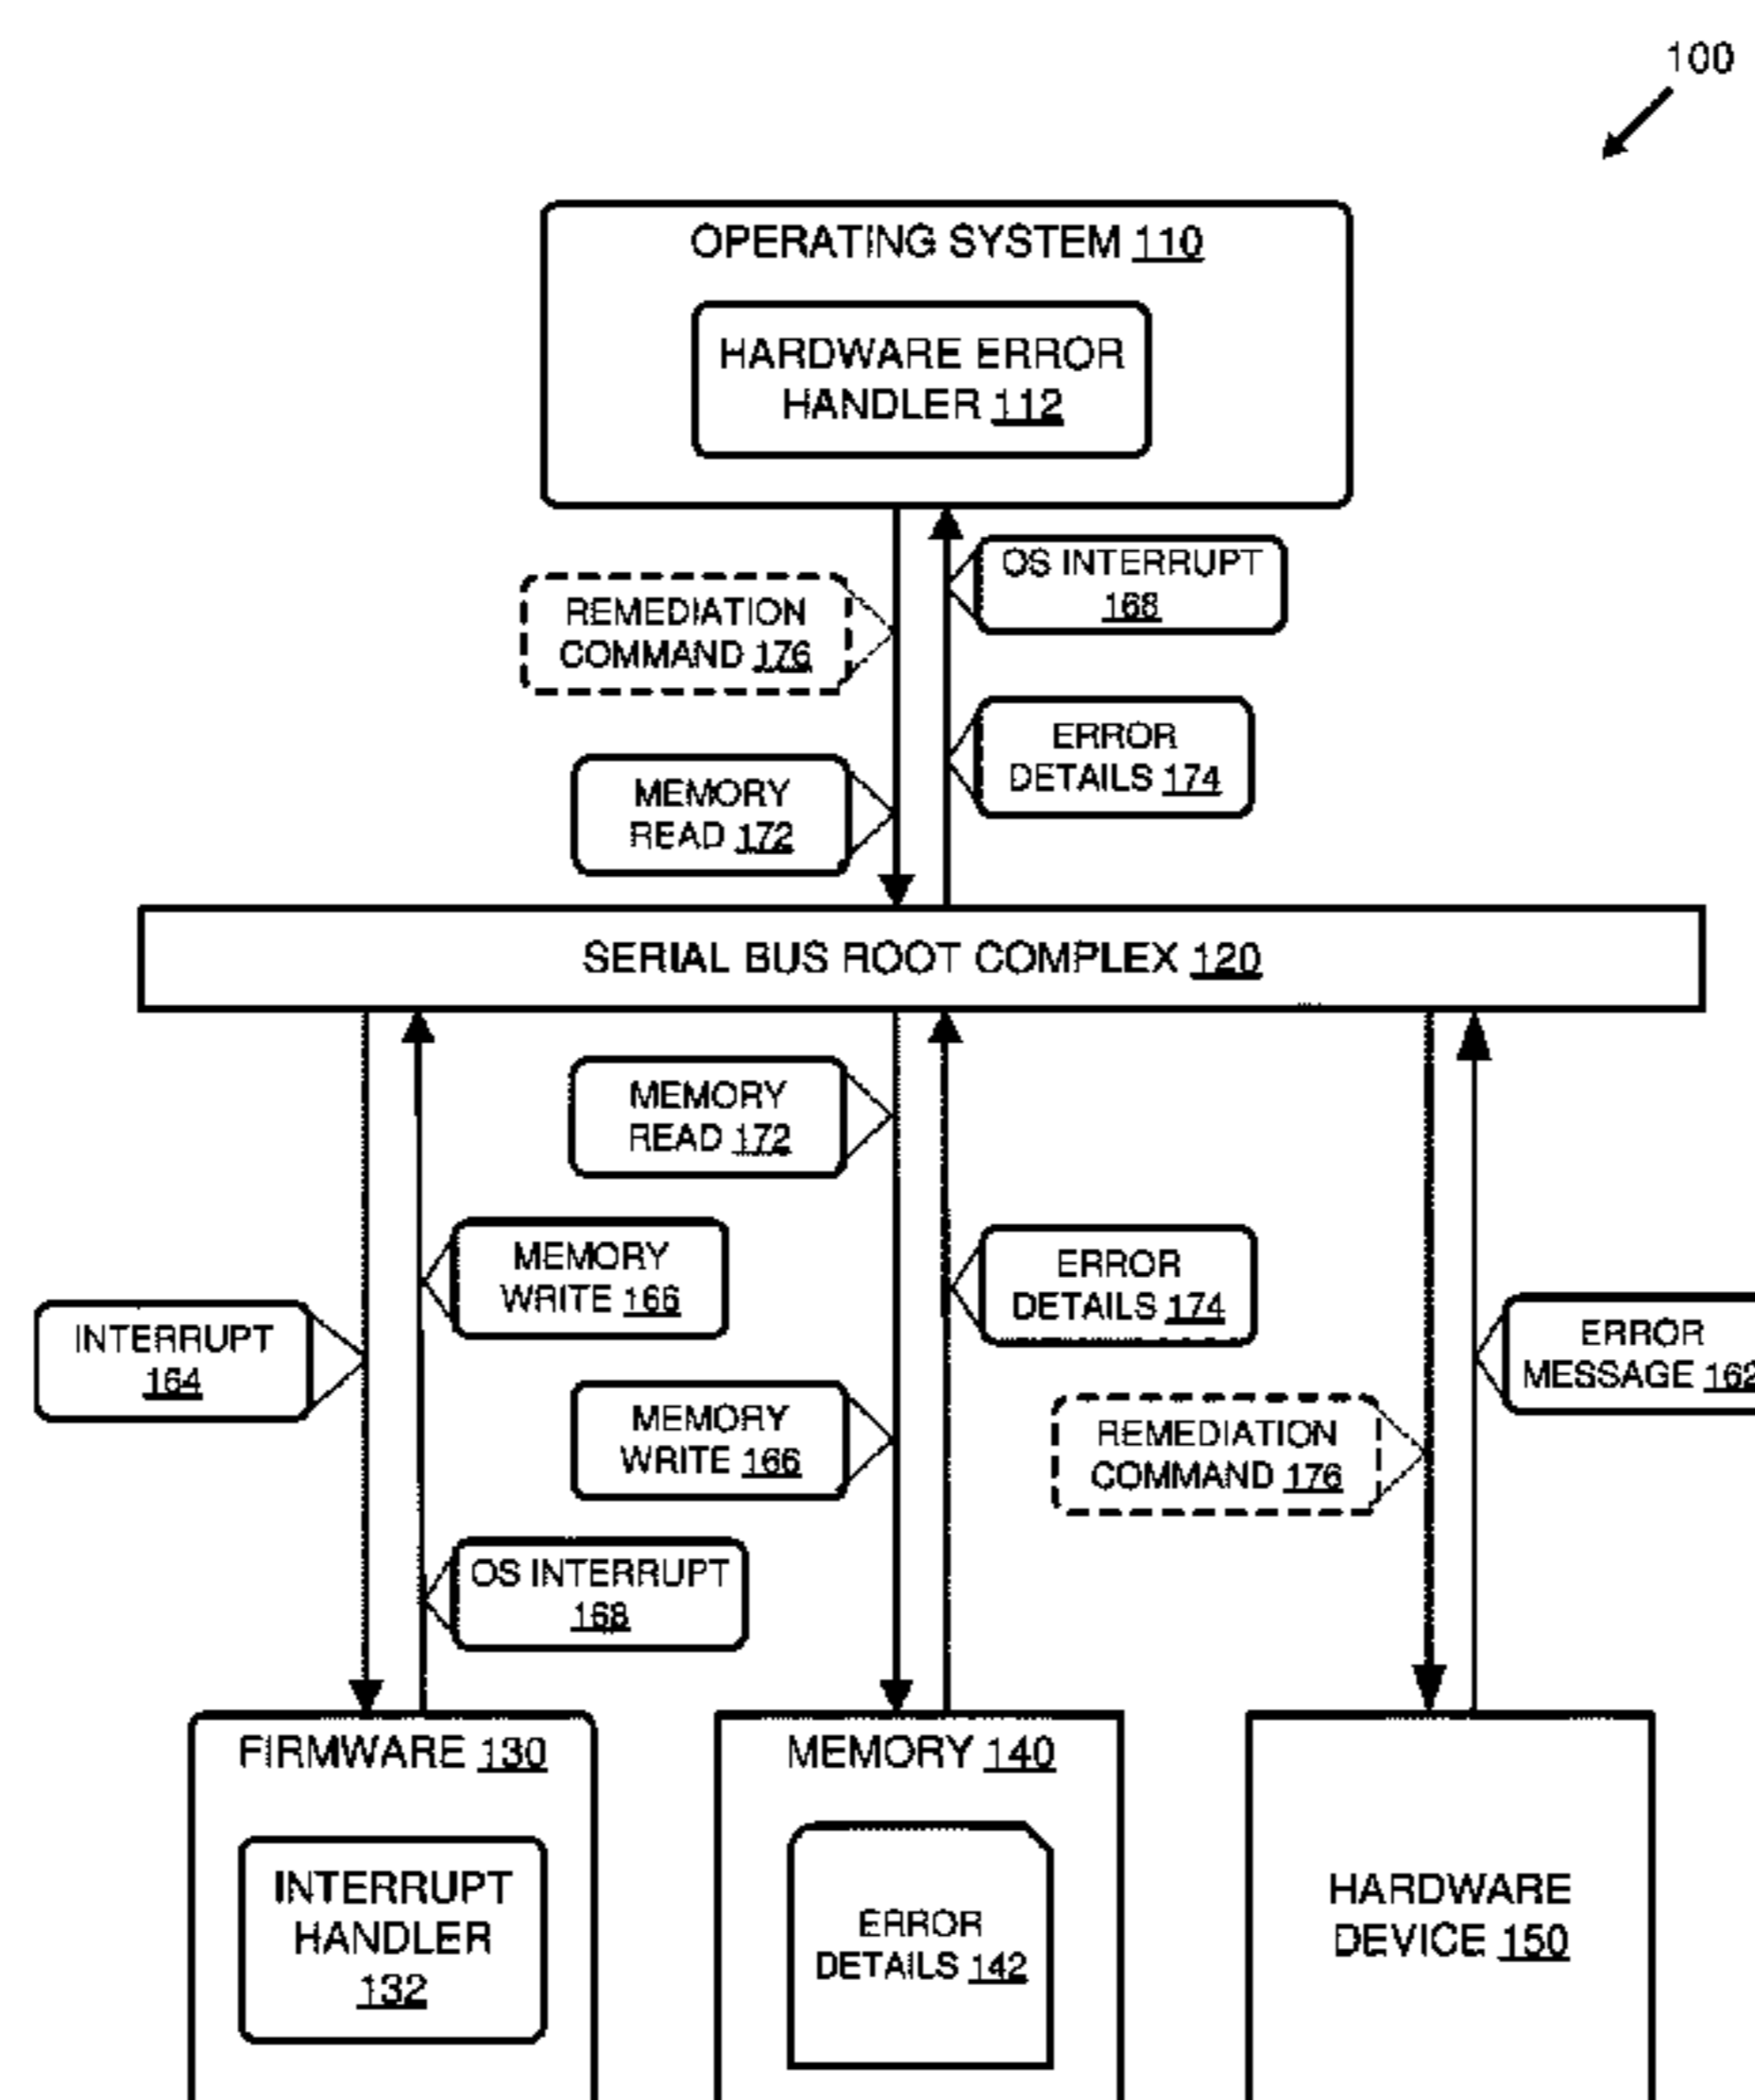 100
OPERATING SYSTEM 110
HARDWARE ERROR
HANDLER 112
OS INTERRUPT
168
REMEDIATION
COMMAND 176
ERROR
DETAILS 174
MEMORY
READ 172
SERIAL BUS ROOT COMPLEX 120
MEMORY
READ 172
MEMORY
WRITE 166
ERROR
DETAILS 174
INTERRUPT
164
ERROR
MESSAGE 162
MEMORY
WRITE 166
REMEDIATION
COMMAND 176
OS INTERRUPT
168
FIRMWARE 130
INTERRUPT
HANDLER
132
MEMORY 140
ERROR
DETAILS 142
HARDWARE
DEVICE 150